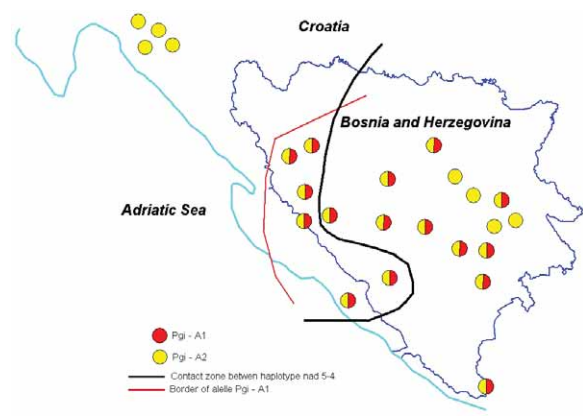 Croatia
Bosnia and Herzegovina
Adriatic Sea
Pgi - A1
Pgi - A2
Contact zone betwen haplotype nad 5-4
Border of alelle Pgi - A1